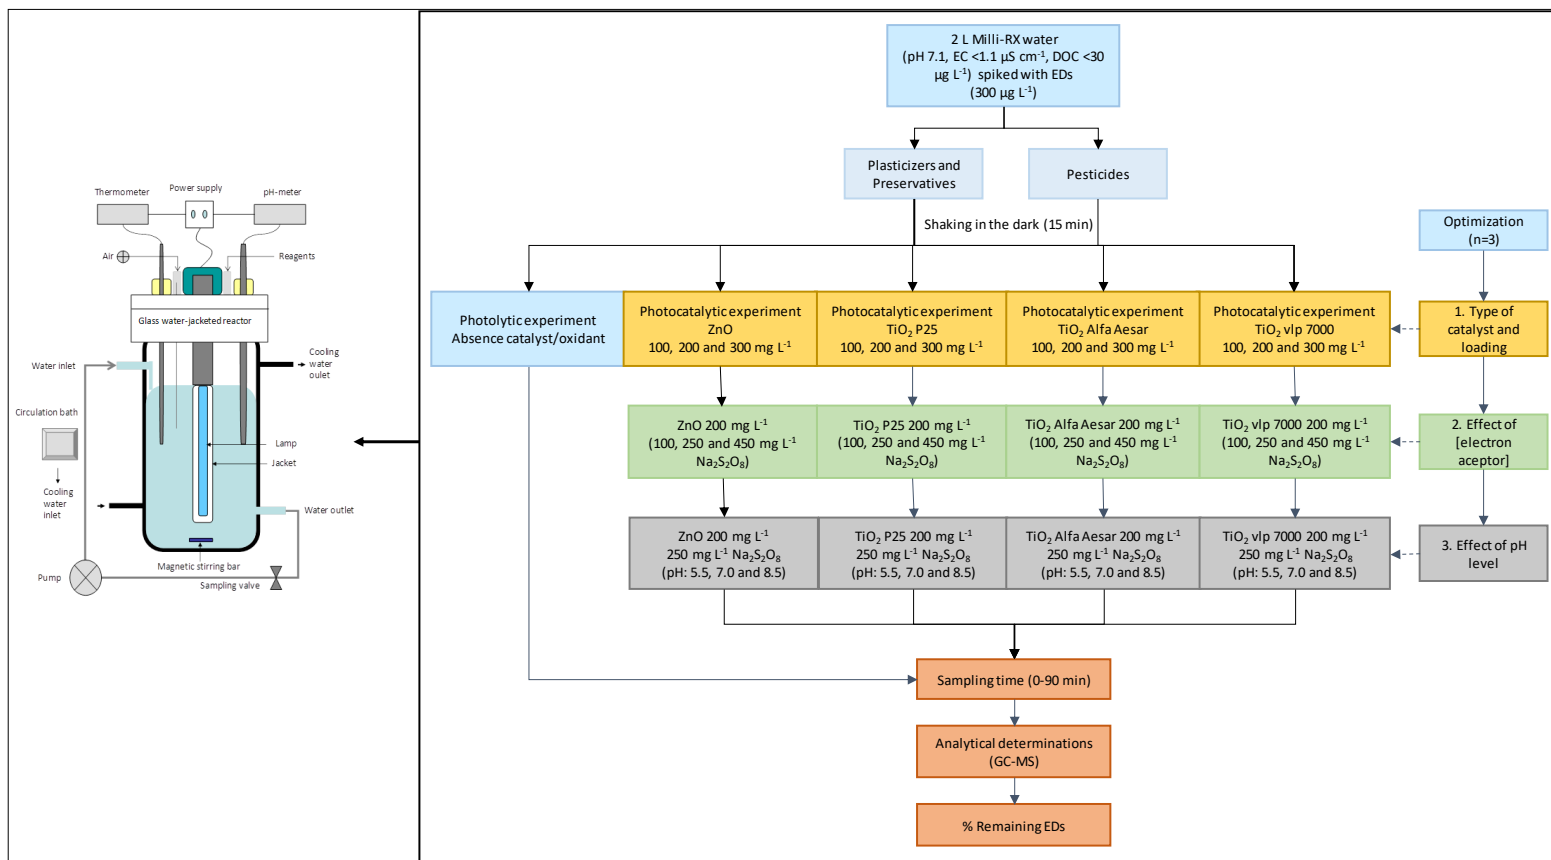 Thermometer
Power supply
pH-meter
Air
Reagents
Glass water-jacketed reactor
Cooling
water
oulet
Water inlet
Circulation bath
Lamp
Jacket
Cooling
water
inlet
Water outlet
Magnetic stirring bar
Pump
Sampling valve
2 L Milli-RX water
(pH 7.1, EC <1.1 µS cm⁻¹, DOC <30
µg L⁻¹) spiked with EDs
(300 µg L⁻¹)
Plasticizers and
Preservatives
Pesticides
Shaking in the dark (15 min)
Optimization
(n=3)
Photolytic experiment
Absence catalyst/oxidant
Photocatalytic experiment
ZnO
100, 200 and 300 mg L⁻¹
Photocatalytic experiment
TiO₂ P25
100, 200 and 300 mg L⁻¹
Photocatalytic experiment
TiO₂ Alfa Aesar
100, 200 and 300 mg L⁻¹
Photocatalytic experiment
TiO₂ vlp 7000
100, 200 and 300 mg L⁻¹
1. Type of
catalyst and
loading
ZnO 200 mg L⁻¹
(100, 250 and 450 mg L⁻¹
Na₂S₂O₈)
TiO₂ P25 200 mg L⁻¹
(100, 250 and 450 mg L⁻¹
Na₂S₂O₈)
TiO₂ Alfa Aesar 200 mg L⁻¹
(100, 250 and 450 mg L⁻¹
Na₂S₂O₈)
TiO₂ vlp 7000 200 mg L⁻¹
(100, 250 and 450 mg L⁻¹
Na₂S₂O₈)
2. Effect of
[electron
aceptor]
ZnO 200 mg L⁻¹
250 mg L⁻¹ Na₂S₂O₈
(pH: 5.5, 7.0 and 8.5)
TiO₂ P25 200 mg L⁻¹
250 mg L⁻¹ Na₂S₂O₈
(pH: 5.5, 7.0 and 8.5)
TiO₂ Alfa Aesar 200 mg L⁻¹
250 mg L⁻¹ Na₂S₂O₈
(pH: 5.5, 7.0 and 8.5)
TiO₂ vlp 7000 200 mg L⁻¹
250 mg L⁻¹ Na₂S₂O₈
(pH: 5.5, 7.0 and 8.5)
3. Effect of pH
level
Sampling time (0-90 min)
Analytical determinations
(GC-MS)
% Remaining EDs